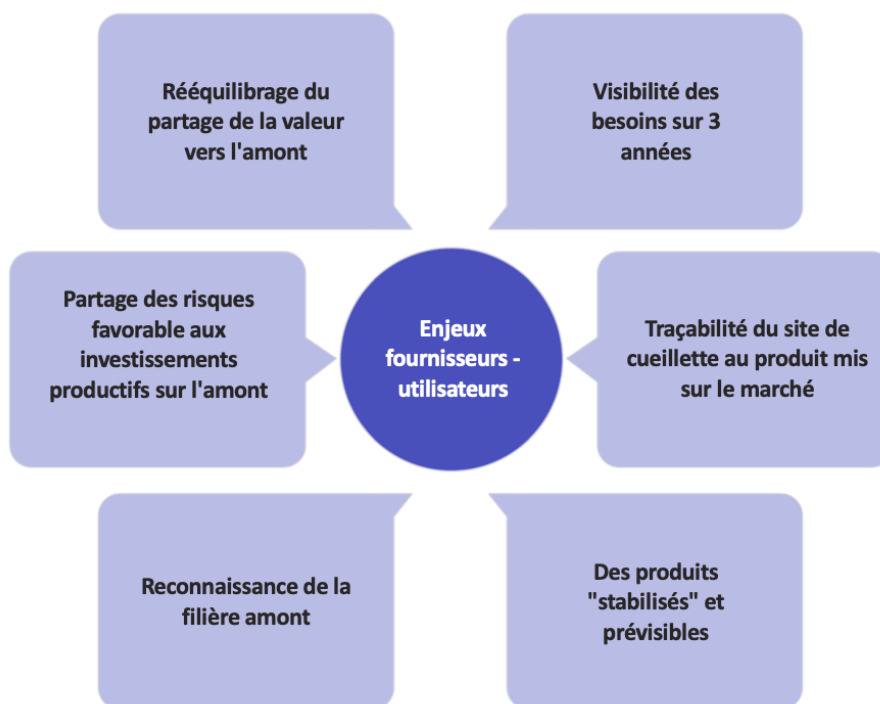 Rééquilibrage du
partage de la valeur
vers l'amont
Visibilité des
besoins sur 3
années
Partage des risques
favorable aux
investissements
productifs sur l'amont
Enjeux
fournisseurs -
utilisateurs
Traçabilité du site de
cueillette au produit mis
sur le marché
Reconnaissance de la
filière amont
Des produits
"stabilisés" et
prévisibles